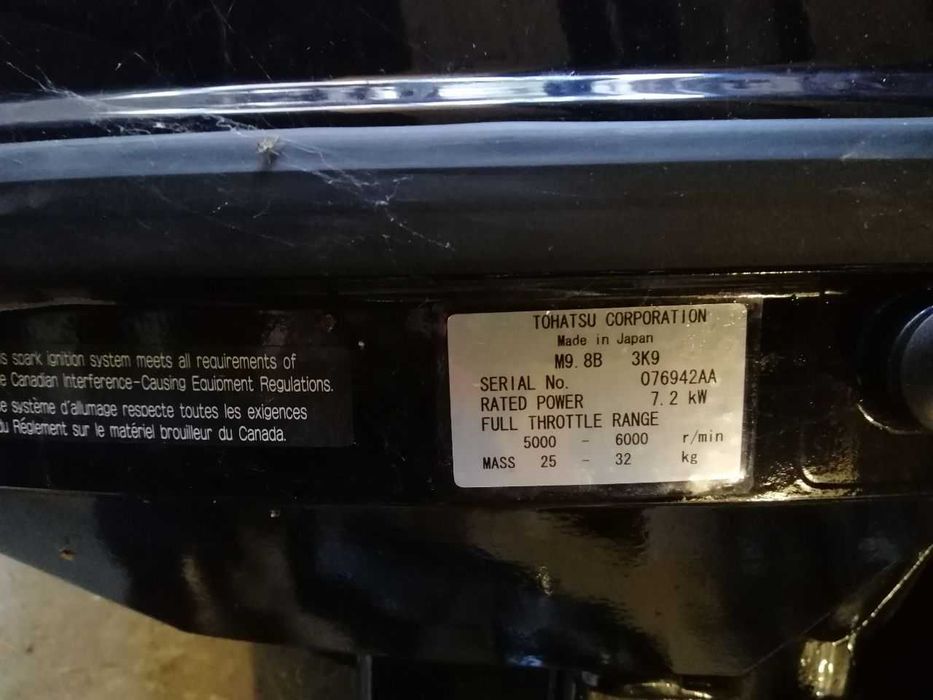 s spark ignition system meets all requirements of
e Canadian Interference-Causing Equipment Regulations.
e système d'allumage respecte toutes les exigences
du Réglement sur le matériel brouilleur du Canada.
TOHATSU CORPORATION
Made in Japan
M9.8B 3K9
SERIAL No. 076942AA
RATED POWER 7.2 kW
FULL THROTTLE RANGE
5000 - 6000 r/min
MASS 25 - 32 kg